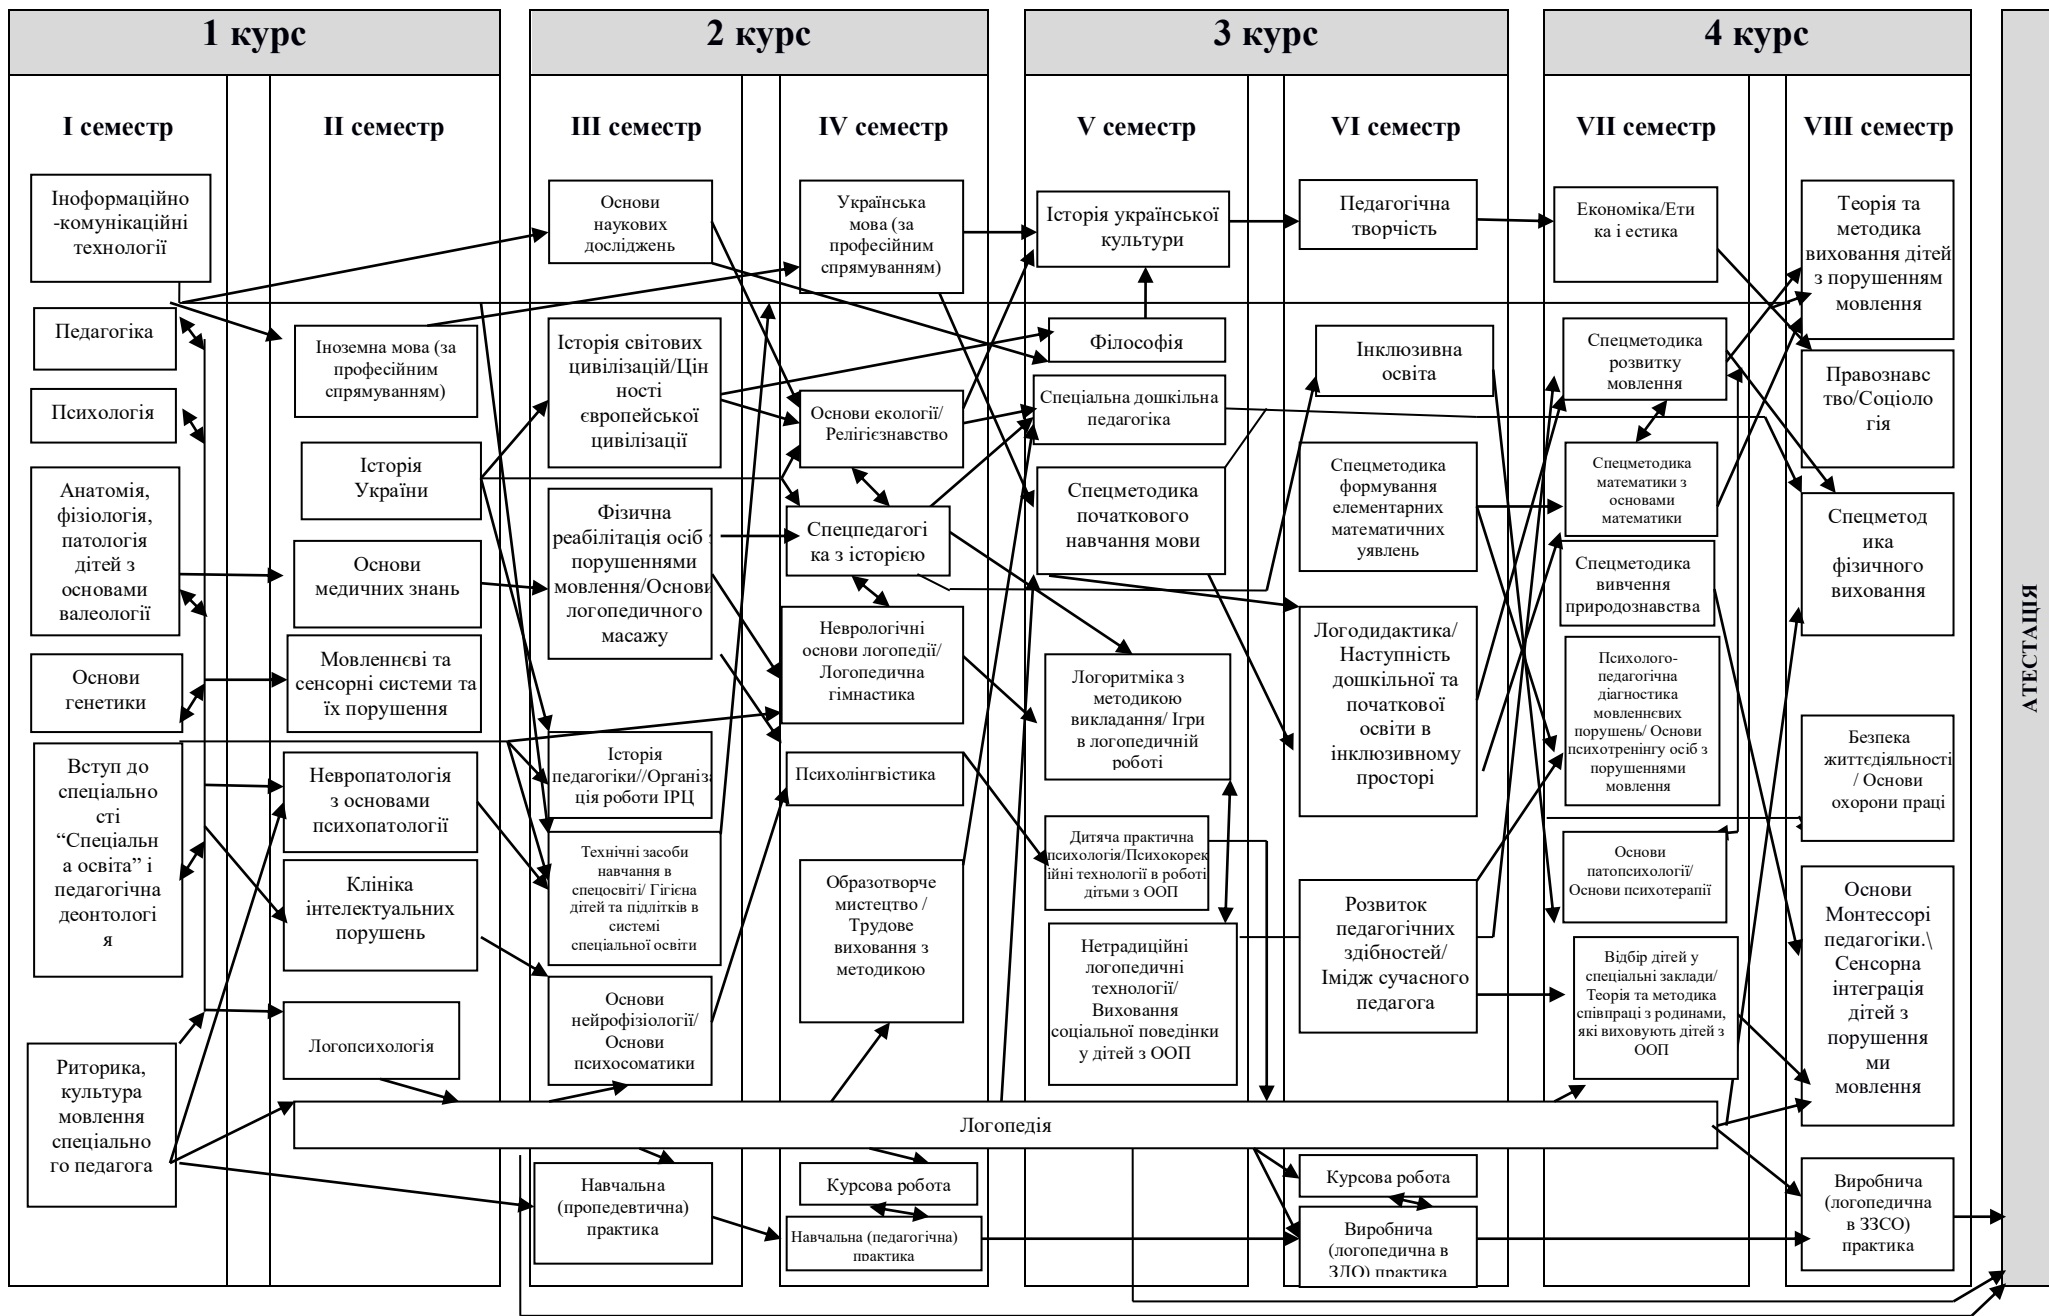 1 курс
2 курс
3 курс
4 курс
І семестр
ІІ семестр
ІІІ семестр
IV семестр
V семестр
VI семестр
VII семестр
VIII семестр
Іноформаційно
-комунікаційні
технології
Педагогіка
Психологія
Анатомія,
фізіологія,
патологія
дітей з
основами
валеології
Основи
генетики
Вступ до
спеціально
сті
“Спеціальн
а освіта” і
педагогічна
деонтологі
я
Риторика,
культура
мовлення
спеціально
го педагога
Іноземна мова (за
професійним
спрямуванням)
Історія
України
Основи
медичних знань
Мовленнєві та
сенсорні системи та
їх порушення
Невропатологія
з основами
психопатології
Клініка
інтелектуальних
порушень
Логопсихологія
Основи
наукових
досліджень
Історія світових
цивілізацій/Цін
ності
європейської
цивілізації
Фізична
реабілітація осіб з
порушеннями
мовлення/Основи
логопедичного
масажу
Історія
педагогіки//Організа
ція роботи ІРЦ
Технічні засоби
навчання в
спецосвіті/ Гігієна
дітей та підлітків в
системі
спеціальної освіти
Основи
нейрофізіології/
Основи
психосоматики
Навчальна
(пропедевтична)
практика
Українська
мова (за
професійним
спрямуванням)
Основи екології/
Релігієзнавство
Спецпедагогі
ка з історією
Неврологічні
основи логопедії/
Логопедична
гімнастика
Психолінгвістика
Образотворче
мистецтво /
Трудове
виховання з
методикою
Логопедія
Курсова робота
Навчальна (педагогічна)
практика
Історія української
культури
Філософія
Спеціальна дошкільна
педагогіка
Спецметодика
початкового
навчання мови
Логоритміка з
методикою
викладання/ Ігри
в логопедичній
роботі
Дитяча практична
психологія/Психокорек
ійні технології в роботі
дітьми з ООП
Нетрадиційні
логопедичні
технології/
Виховання
соціальної поведінки
у дітей з ООП
Педагогічна
творчість
Інклюзивна
освіта
Спецметодика
формування
елементарних
математичних
уявлень
Логодидактика/
Наступність
дошкільної та
початкової
освіти в
інклюзивному
просторі
Розвиток
педагогічних
здібностей/
Імідж сучасного
педагога
Курсова робота
Виробнича
(логопедична в
ЗДО) практика
Економіка/Ети
ка і естика
Спецметодика
розвитку
мовлення
Спецметодика
математики з
основами
математики
Спецметодика
вивчення
природознавства
Психолого-
педагогічна
діагностика
мовленнєвих
порушень/ Основи
психотренінгу осіб з
порушеннями
мовлення
Основи
патопсихології/
Основи психотерапії
Відбір дітей у
спеціальні заклади/
Теорія та методика
співпраці з родинами,
які виховують дітей з
ООП
Теорія та
методика
виховання дітей
з порушенням
мовлення
Правознавс
тво/Соціоло
гія
Спецметод
ика
фізичного
виховання
Безпека
життєдіяльності
/ Основи
охорони праці
Основи
Монтессорі
педагогіки.\
Сенсорна
інтеграція
дітей з
порушення
ми
мовлення
Виробнича
(логопедична
в ЗЗСО)
практика
АТЕСТАЦІЯ